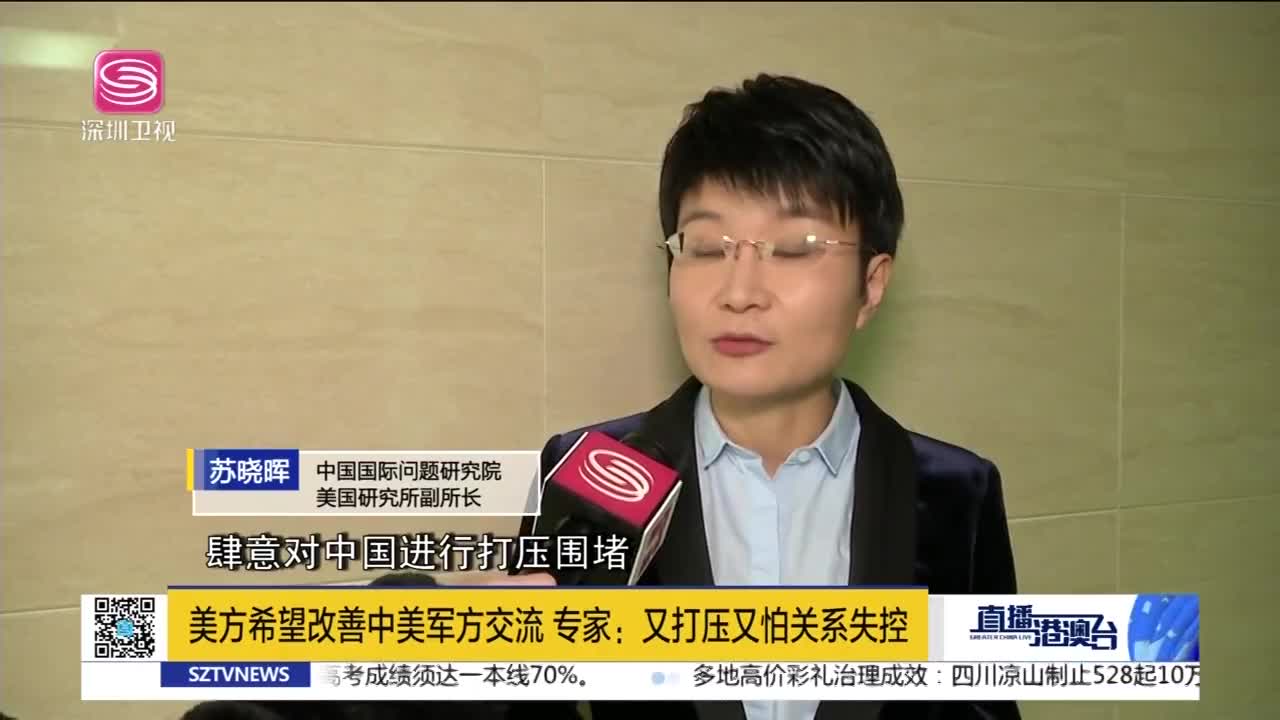 深圳卫视
苏晓晖
中国国际问题研究院
美国研究所副所长
肆意对中国进行打压围堵
美方希望改善中美军方交流 专家：又打压又怕关系失控
直播港澳台
GREATER CHINA LIVE
SZTVNEWS
高考成绩须达一本线70%。
多地高价彩礼治理成效：四川凉山制止528起10万